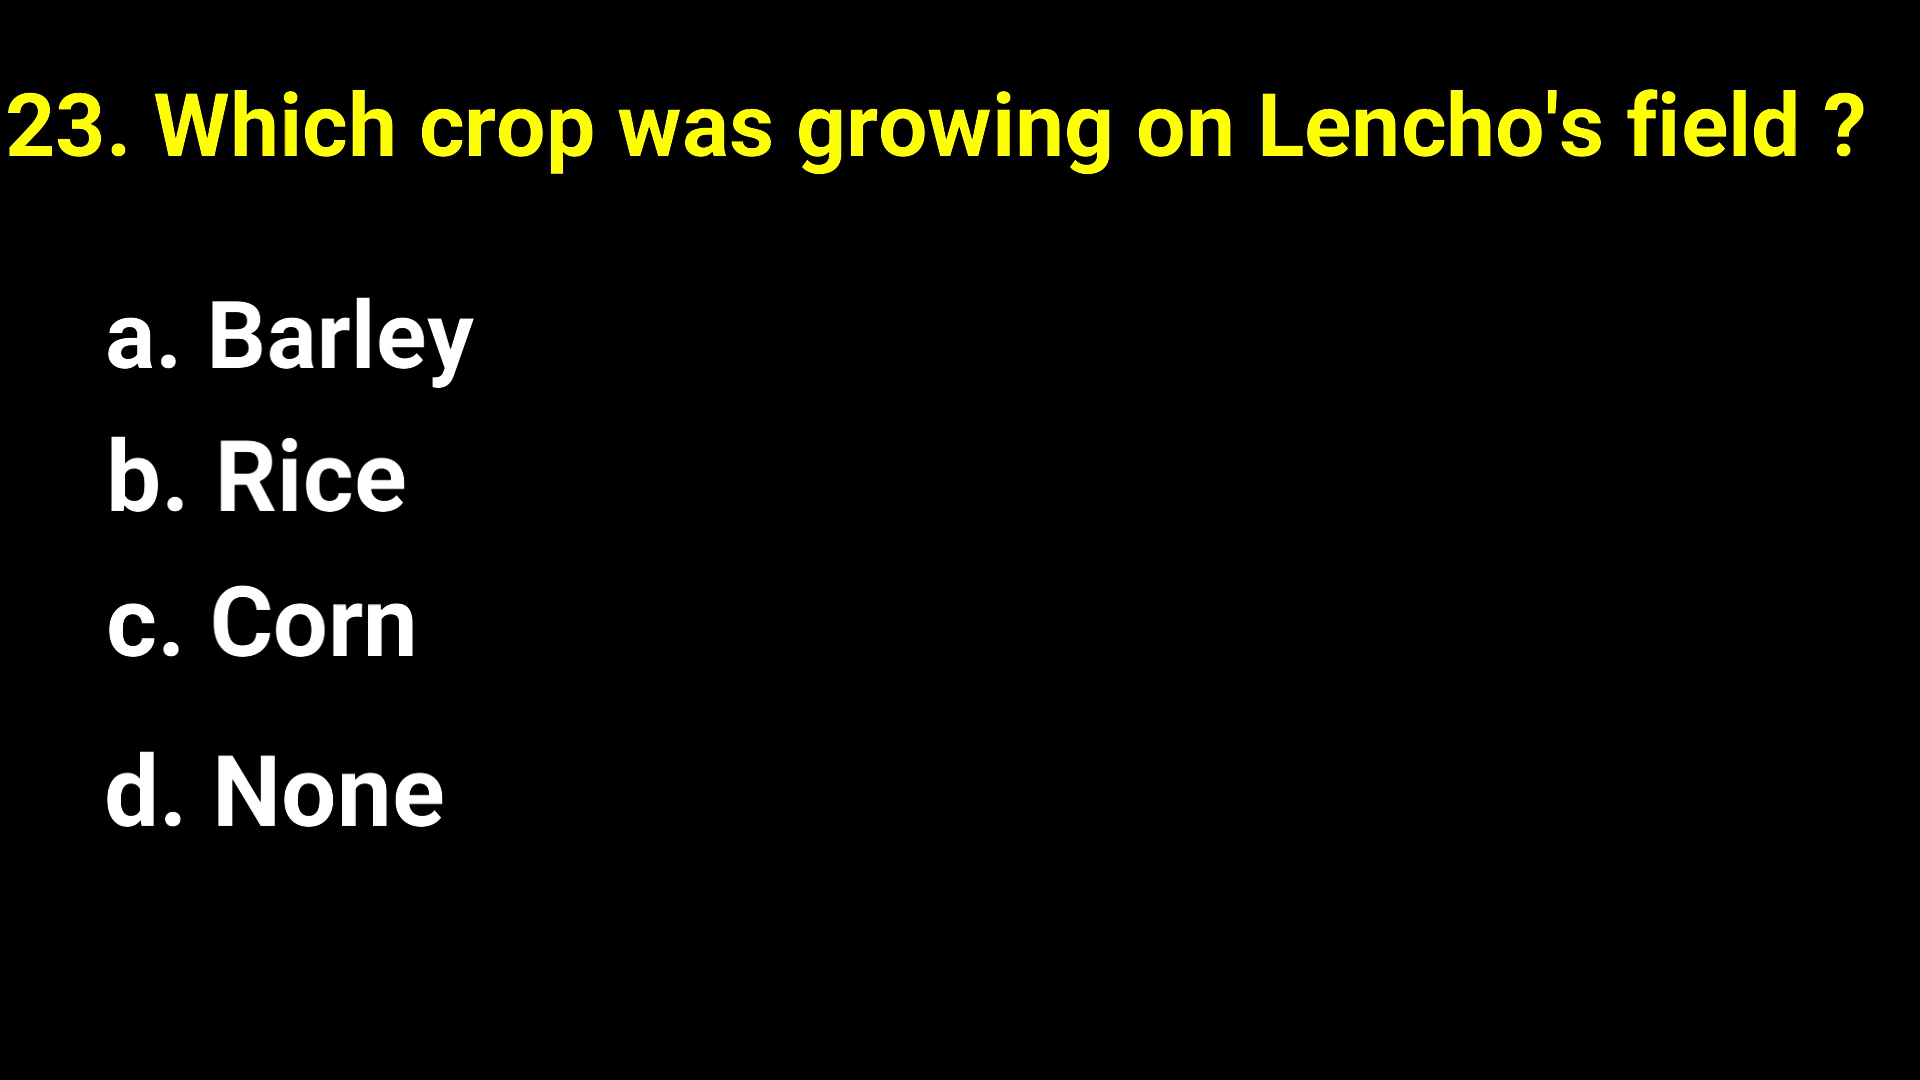 23. Which crop was growing on Lencho's field ?
a. Barley
b. Rice
c. Corn
d. None